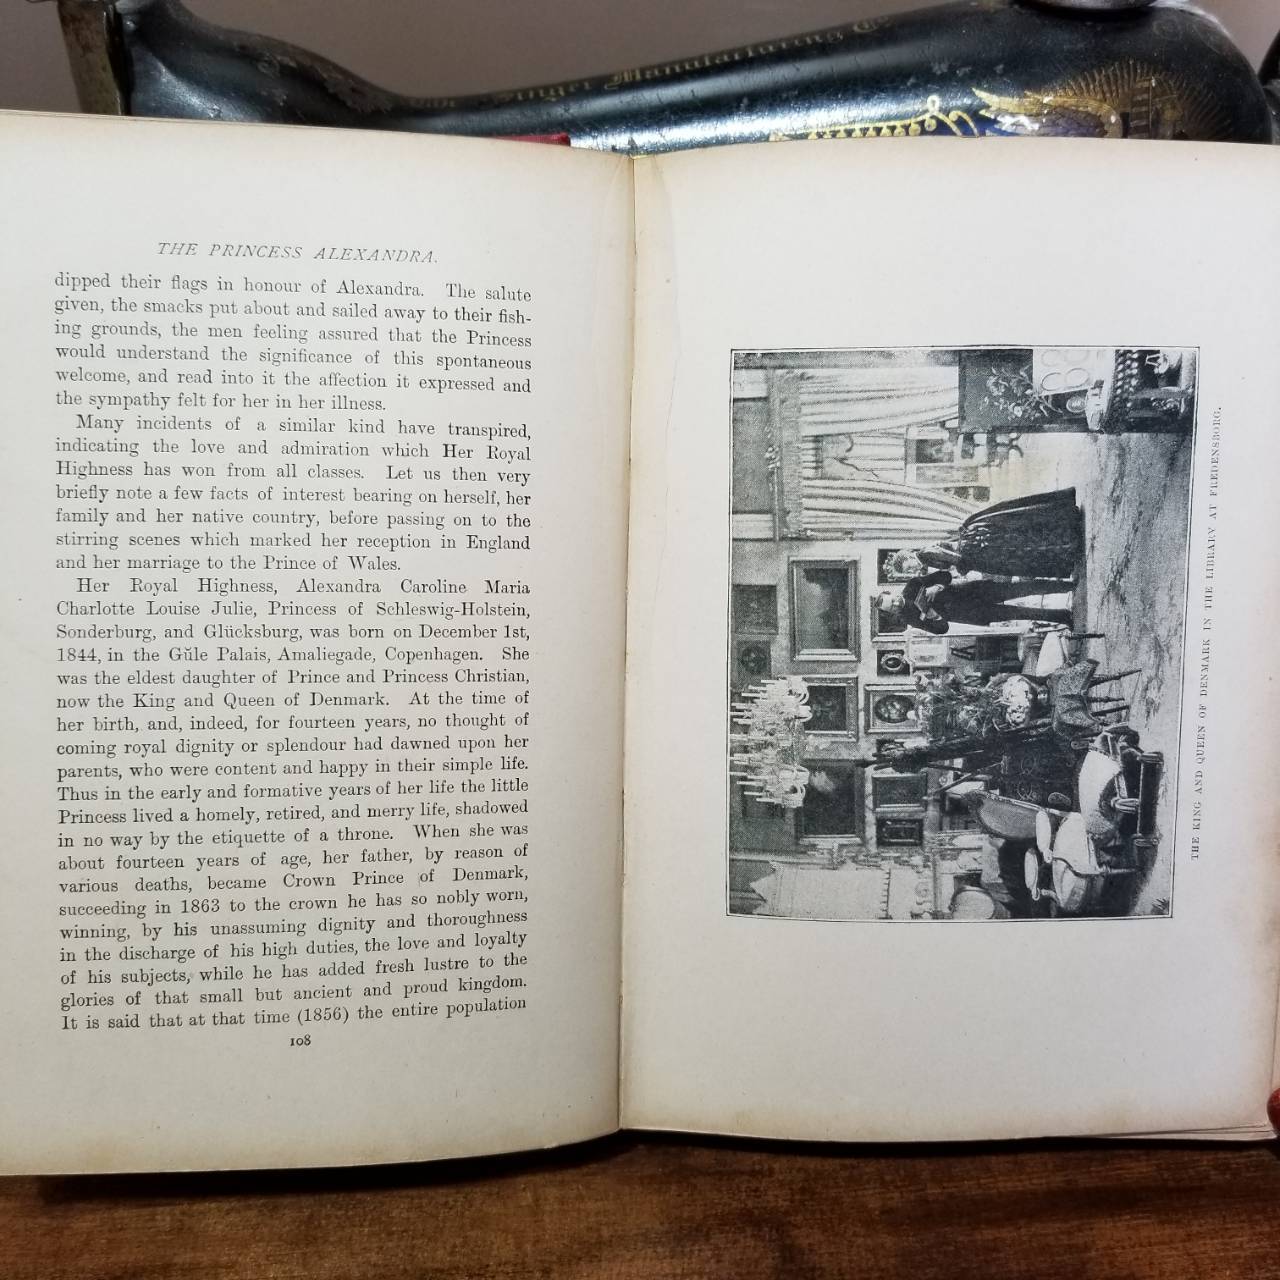 The Singer Manufacturing Co
THE PRINCESS ALEXANDRA.
dipped their flags in honour of Alexandra. The salute
given, the smacks put about and sailed away to their fish-
ing grounds, the men feeling assured that the Princess
would understand the significance of this spontaneous
welcome, and read into it the affection it expressed and
the sympathy felt for her in her illness.
Many incidents of a similar kind have transpired,
indicating the love and admiration which Her Royal
Highness has won from all classes. Let us then very
briefly note a few facts of interest bearing on herself, her
family and her native country, before passing on to the
stirring scenes which marked her reception in England
and her marriage to the Prince of Wales.
Her Royal Highness, Alexandra Caroline Maria
Charlotte Louise Julie, Princess of Schleswig-Holstein,
Sonderburg, and Glücksburg, was born on December 1st,
1844, in the Gŭle Palais, Amaliegade, Copenhagen. She
was the eldest daughter of Prince and Princess Christian,
now the King and Queen of Denmark. At the time of
her birth, and, indeed, for fourteen years, no thought of
coming royal dignity or splendour had dawned upon her
parents, who were content and happy in their simple life.
Thus in the early and formative years of her life the little
Princess lived a homely, retired, and merry life, shadowed
in no way by the etiquette of a throne. When she was
about fourteen years of age, her father, by reason of
various deaths, became Crown Prince of Denmark,
succeeding in 1863 to the crown he has so nobly worn,
winning, by his unassuming dignity and thoroughness
in the discharge of his high duties, the love and loyalty
of his subjects, while he has added fresh lustre to the
glories of that small but ancient and proud kingdom.
It is said that at that time (1856) the entire population
108
THE KING AND QUEEN OF DENMARK IN THE LIBRARY AT FREDENSBORG.